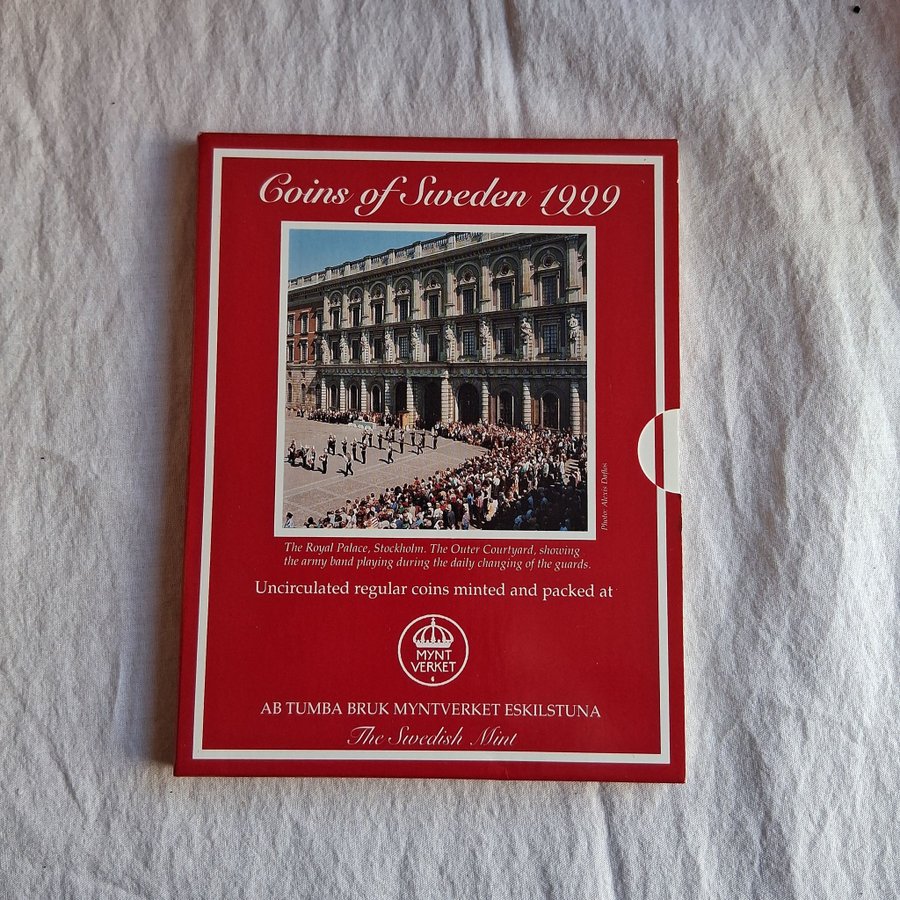 Coins of Sweden 1999
Photo: Alexis Daflos
The Royal Palace, Stockholm. The Outer Courtyard, showing
the army band playing during the daily changing of the guards.
Uncirculated regular coins minted and packed at
MYNT
VERKET
AB TUMBA BRUK MYNTVERKET ESKILSTUNA
The Swedish Mint